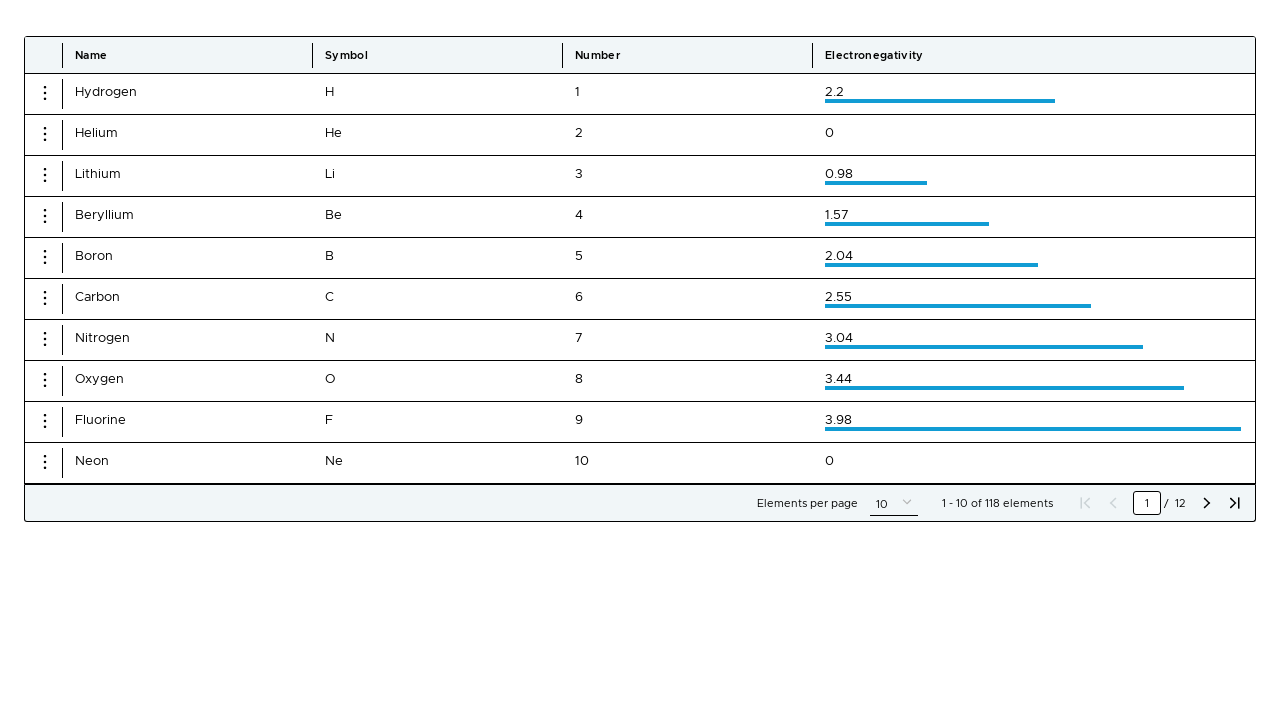 Name Symbol Number Electronegativity
Hydrogen H 1 2.2
Helium He 2 0
Lithium Li 3 0.98
Beryllium Be 4 1.57
Boron B 5 2.04
Carbon C 6 2.55
Nitrogen N 7 3.04
Oxygen O 8 3.44
Fluorine F 9 3.98
Neon Ne 10 0
Elements per page 10 1 - 10 of 118 elements 1 / 12